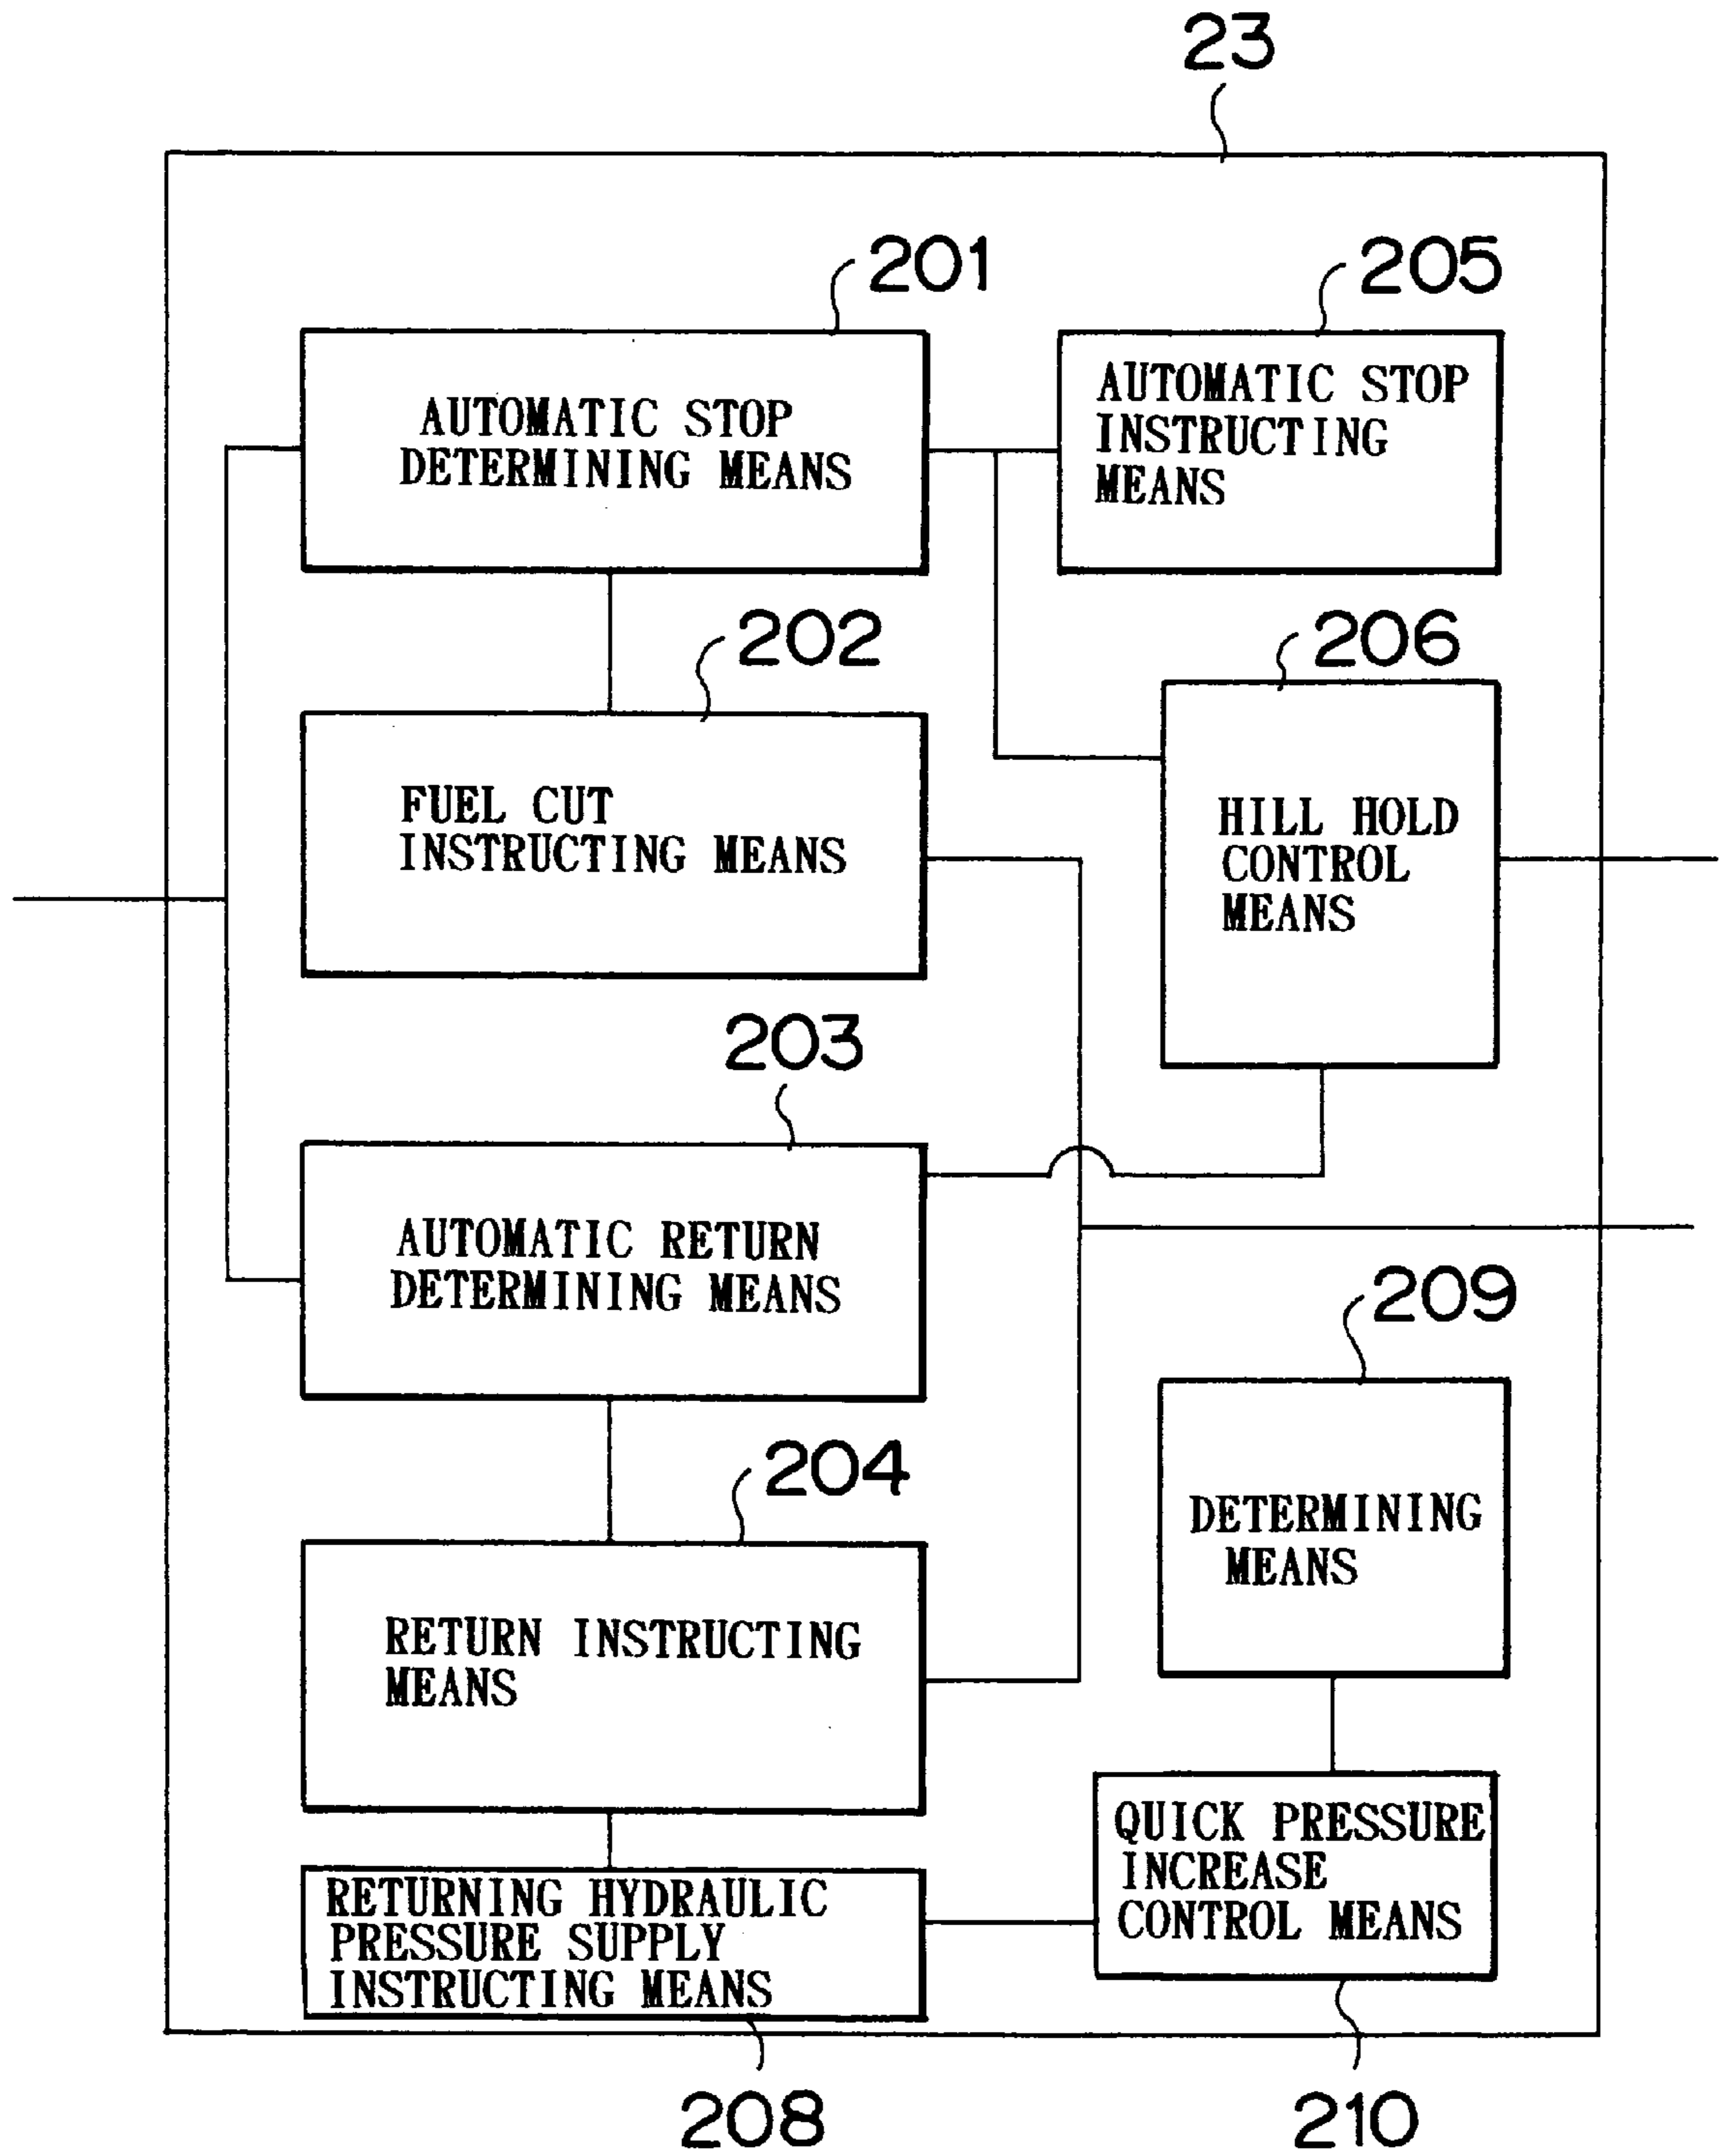 23
201
205
AUTOMATIC STOP
DETERMINING MEANS
AUTOMATIC STOP
INSTRUCTING
MEANS
202
206
FUEL CUT
INSTRUCTING MEANS
HILL HOLD
CONTROL
MEANS
203
AUTOMATIC RETURN
DETERMINING MEANS
209
204
DETERMINING
MEANS
RETURN INSTRUCTING
MEANS
QUICK PRESSURE
INCREASE
CONTROL MEANS
RETURNING HYDRAULIC
PRESSURE SUPPLY
INSTRUCTING MEANS
208
210